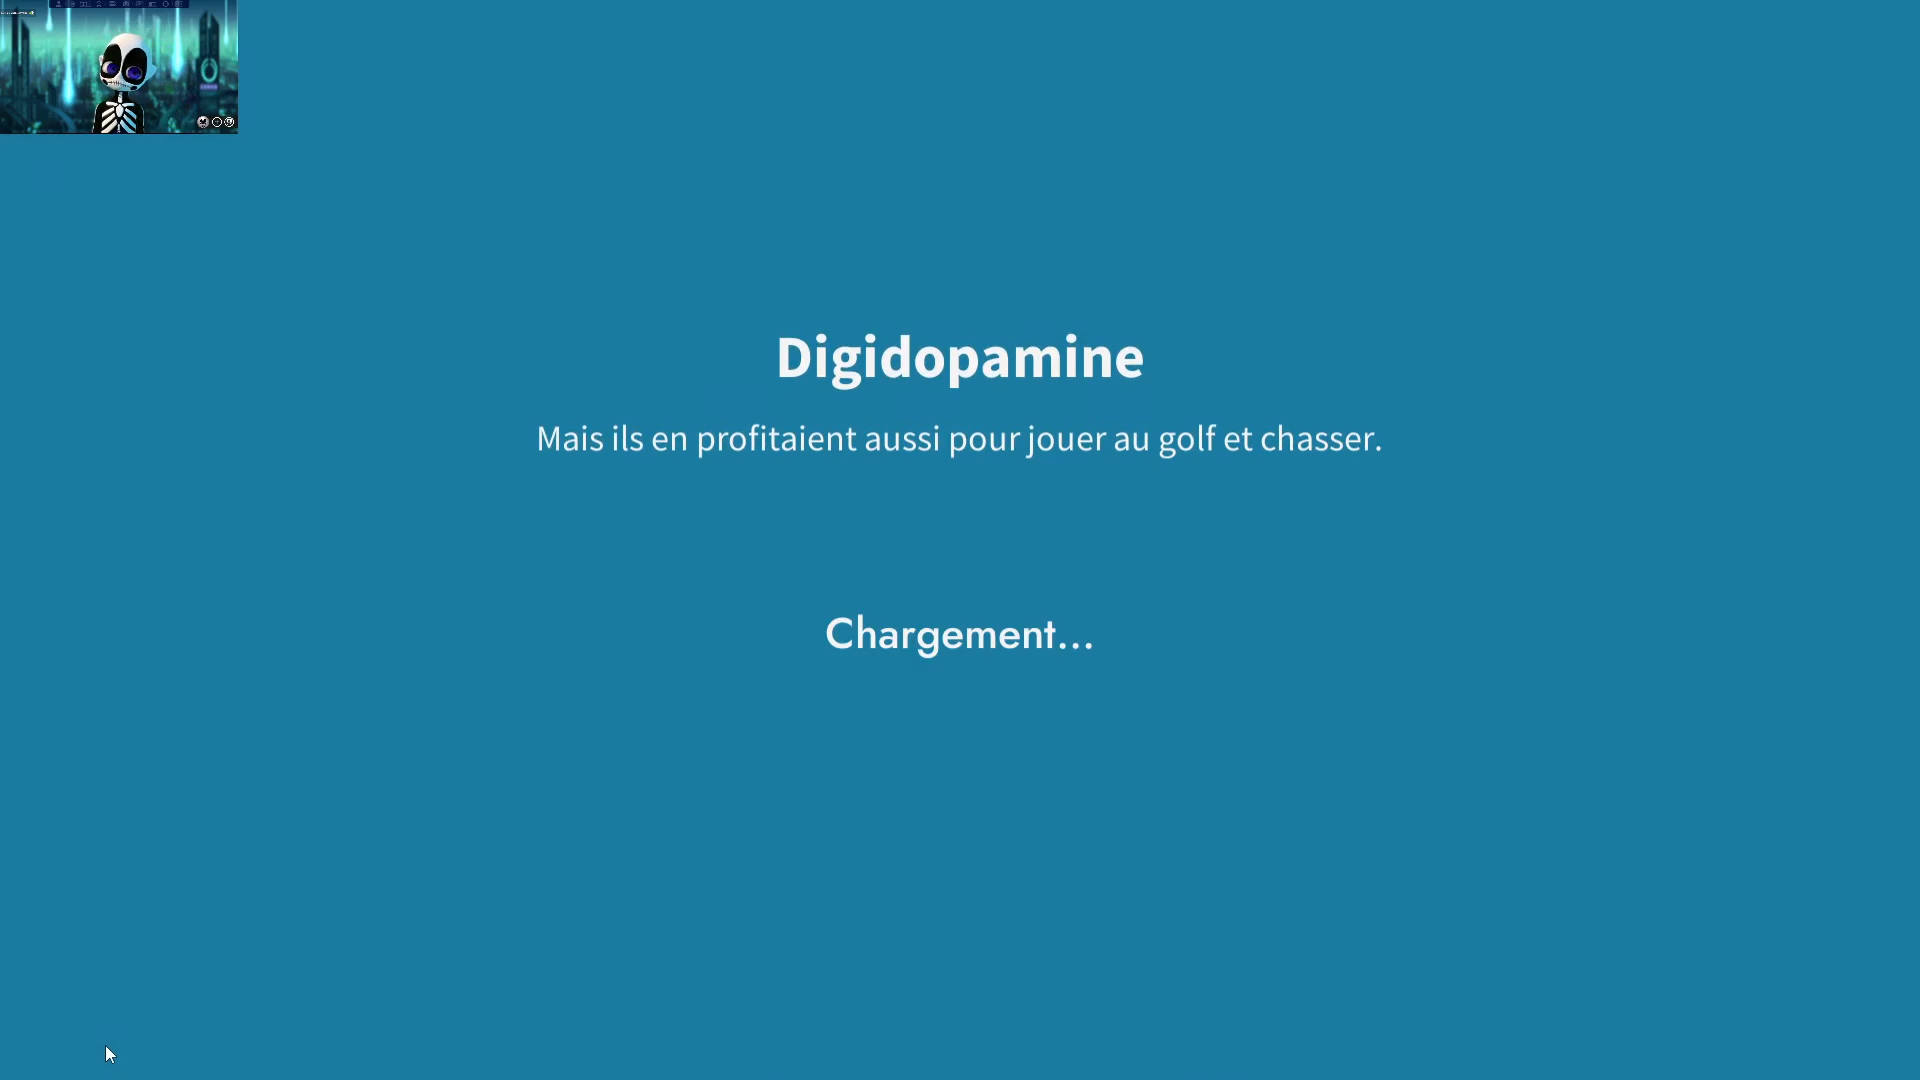 Digidopamine
Mais ils en profitaient aussi pour jouer au golf et chasser.
Chargement...